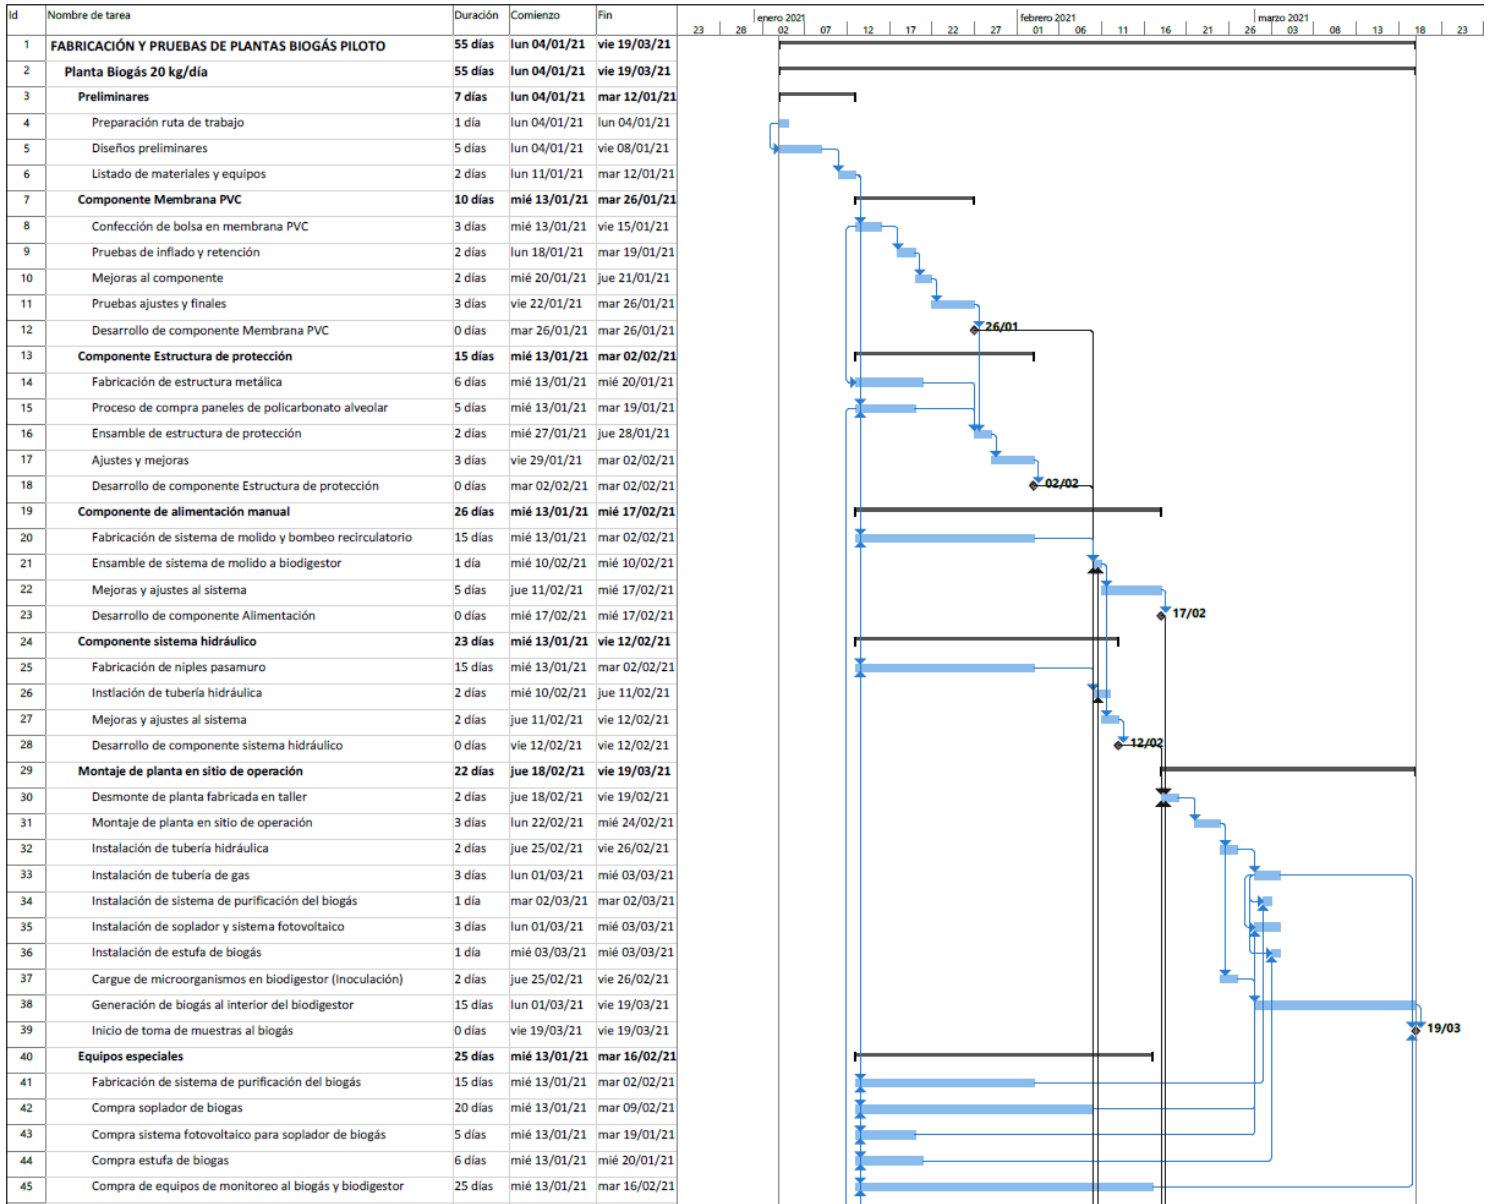 Id Nombre de tarea Duración Comienzo Fin enero 2021 febrero 2021 marzo 2021
23 28 02 07 12 17 22 27 01 06 11 16 21 26 03 08 13 18 23
1 FABRICACIÓN Y PRUEBAS DE PLANTAS BIOGÁS PILOTO 55 días lun 04/01/21 vie 19/03/21
2 Planta Biogás 20 kg/día 55 días lun 04/01/21 vie 19/03/21
3 Preliminares 7 días lun 04/01/21 mar 12/01/21
4 Preparación ruta de trabajo 1 día lun 04/01/21 lun 04/01/21
5 Diseños preliminares 5 días lun 04/01/21 vie 08/01/21
6 Listado de materiales y equipos 2 días lun 11/01/21 mar 12/01/21
7 Componente Membrana PVC 10 días mié 13/01/21 mar 26/01/21
8 Confección de bolsa en membrana PVC 3 días mié 13/01/21 vie 15/01/21
9 Pruebas de inflado y retención 2 días lun 18/01/21 mar 19/01/21
10 Mejoras al componente 2 días mié 20/01/21 jue 21/01/21
11 Pruebas ajustes y finales 3 días vie 22/01/21 mar 26/01/21
12 Desarrollo de componente Membrana PVC 0 días mar 26/01/21 mar 26/01/21 26/01
13 Componente Estructura de protección 15 días mié 13/01/21 mar 02/02/21
14 Fabricación de estructura metálica 6 días mié 13/01/21 mié 20/01/21
15 Proceso de compra paneles de policarbonato alveolar 5 días mié 13/01/21 mar 19/01/21
16 Ensamble de estructura de protección 2 días mié 27/01/21 jue 28/01/21
17 Ajustes y mejoras 3 días vie 29/01/21 mar 02/02/21
18 Desarrollo de componente Estructura de protección 0 días mar 02/02/21 mar 02/02/21 02/02
19 Componente de alimentación manual 26 días mié 13/01/21 mié 17/02/21
20 Fabricación de sistema de molido y bombeo recirculatorio 15 días mié 13/01/21 mar 02/02/21
21 Ensamble de sistema de molido a biodigestor 1 día mié 10/02/21 mié 10/02/21
22 Mejoras y ajustes al sistema 5 días jue 11/02/21 mié 17/02/21
23 Desarrollo de componente Alimentación 0 días mié 17/02/21 mié 17/02/21 17/02
24 Componente sistema hidráulico 23 días mié 13/01/21 vie 12/02/21
25 Fabricación de niples pasamuro 15 días mié 13/01/21 mar 02/02/21
26 Instlación de tubería hidráulica 2 días mié 10/02/21 jue 11/02/21
27 Mejoras y ajustes al sistema 2 días jue 11/02/21 vie 12/02/21
28 Desarrollo de componente sistema hidráulico 0 días vie 12/02/21 vie 12/02/21 12/02
29 Montaje de planta en sitio de operación 22 días jue 18/02/21 vie 19/03/21
30 Desmonte de planta fabricada en taller 2 días jue 18/02/21 vie 19/02/21
31 Montaje de planta en sitio de operación 3 días lun 22/02/21 mié 24/02/21
32 Instalación de tubería hidráulica 2 días jue 25/02/21 vie 26/02/21
33 Instalación de tubería de gas 3 días lun 01/03/21 mié 03/03/21
34 Instalación de sistema de purificación del biogás 1 día mar 02/03/21 mar 02/03/21
35 Instalación de soplador y sistema fotovoltaico 3 días lun 01/03/21 mié 03/03/21
36 Instalación de estufa de biogás 1 día mié 03/03/21 mié 03/03/21
37 Cargue de microorganismos en biodigestor (Inoculación) 2 días jue 25/02/21 vie 26/02/21
38 Generación de biogás al interior del biodigestor 15 días lun 01/03/21 vie 19/03/21
39 Inicio de toma de muestras al biogás 0 días vie 19/03/21 vie 19/03/21 19/03
40 Equipos especiales 25 días mié 13/01/21 mar 16/02/21
41 Fabricación de sistema de purificación del biogás 15 días mié 13/01/21 mar 02/02/21
42 Compra soplador de biogas 20 días mié 13/01/21 mar 09/02/21
43 Compra sistema fotovoltaico para soplador de biogás 5 días mié 13/01/21 mar 19/01/21
44 Compra estufa de biogas 6 días mié 13/01/21 mié 20/01/21
45 Compra de equipos de monitoreo al biogás y biodigestor 25 días mié 13/01/21 mar 16/02/21